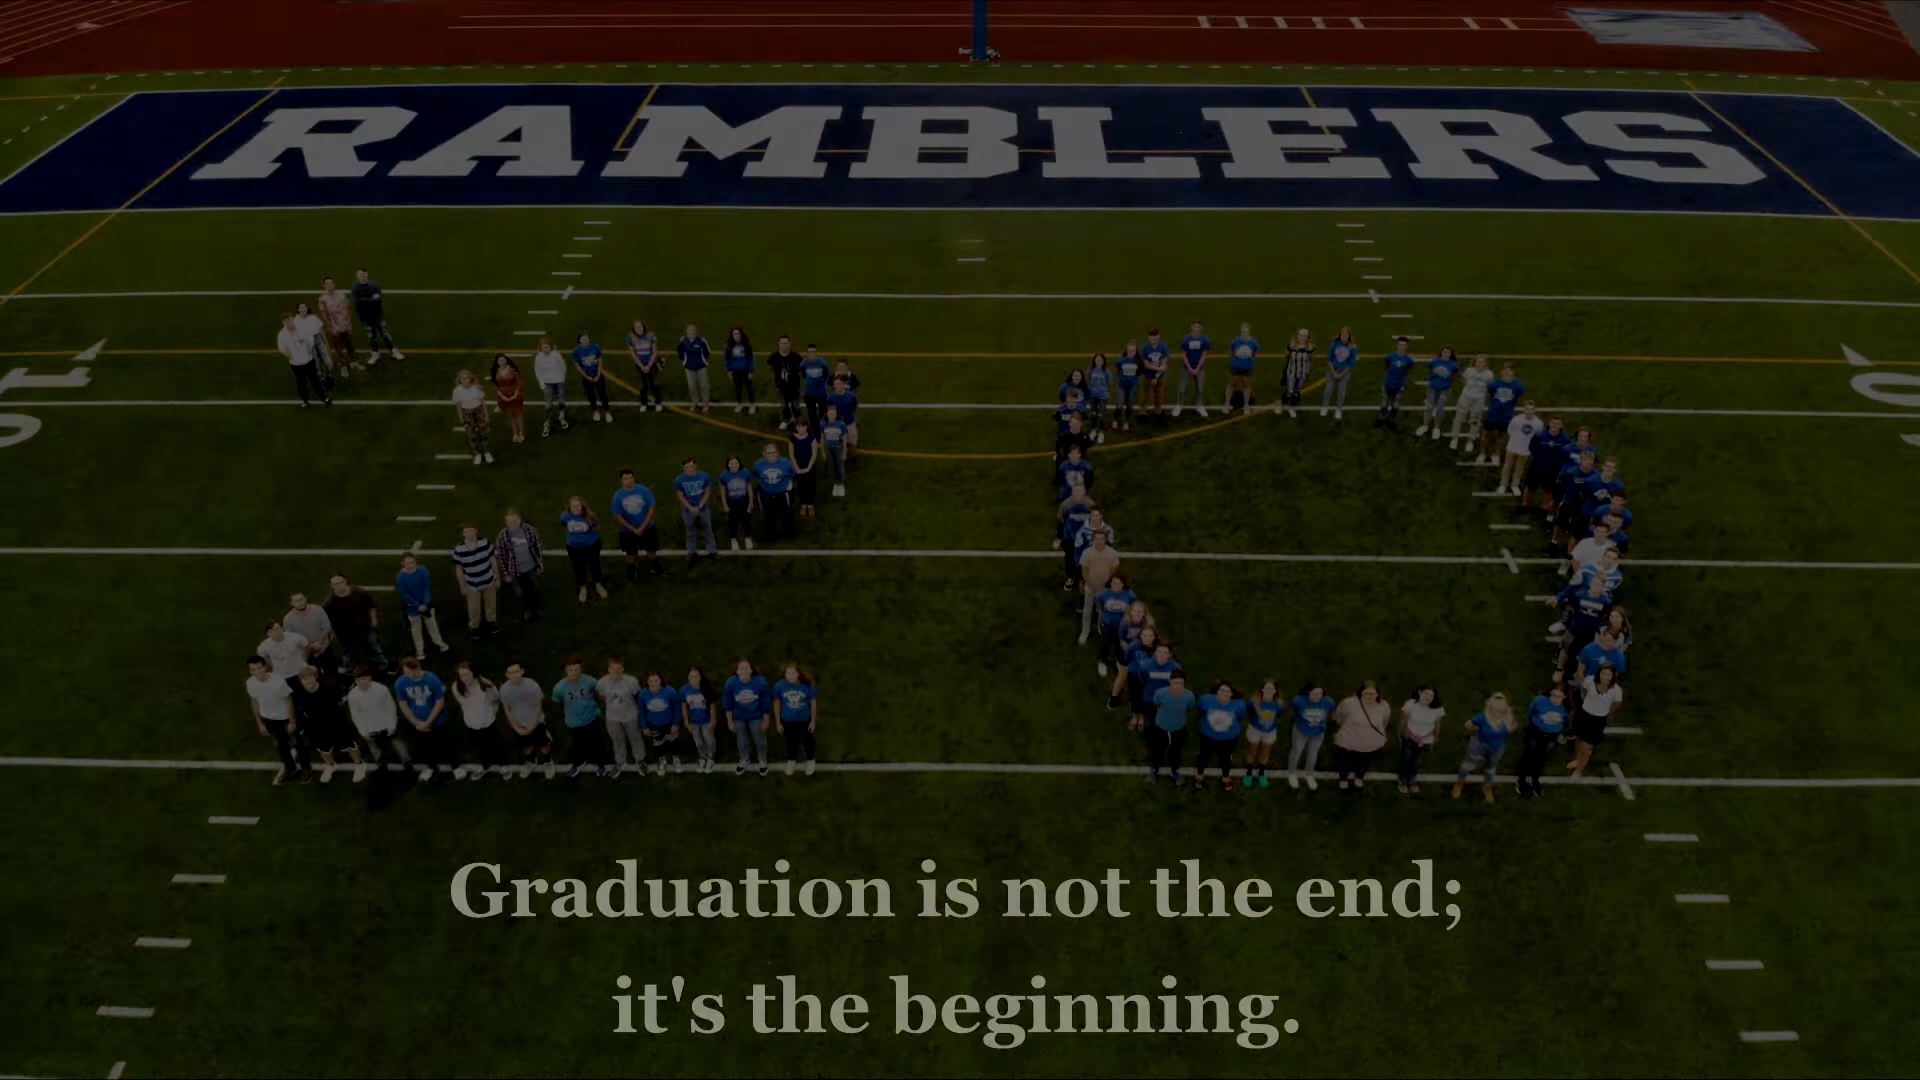 RAMBLERS
Graduation is not the end;
it's the beginning.